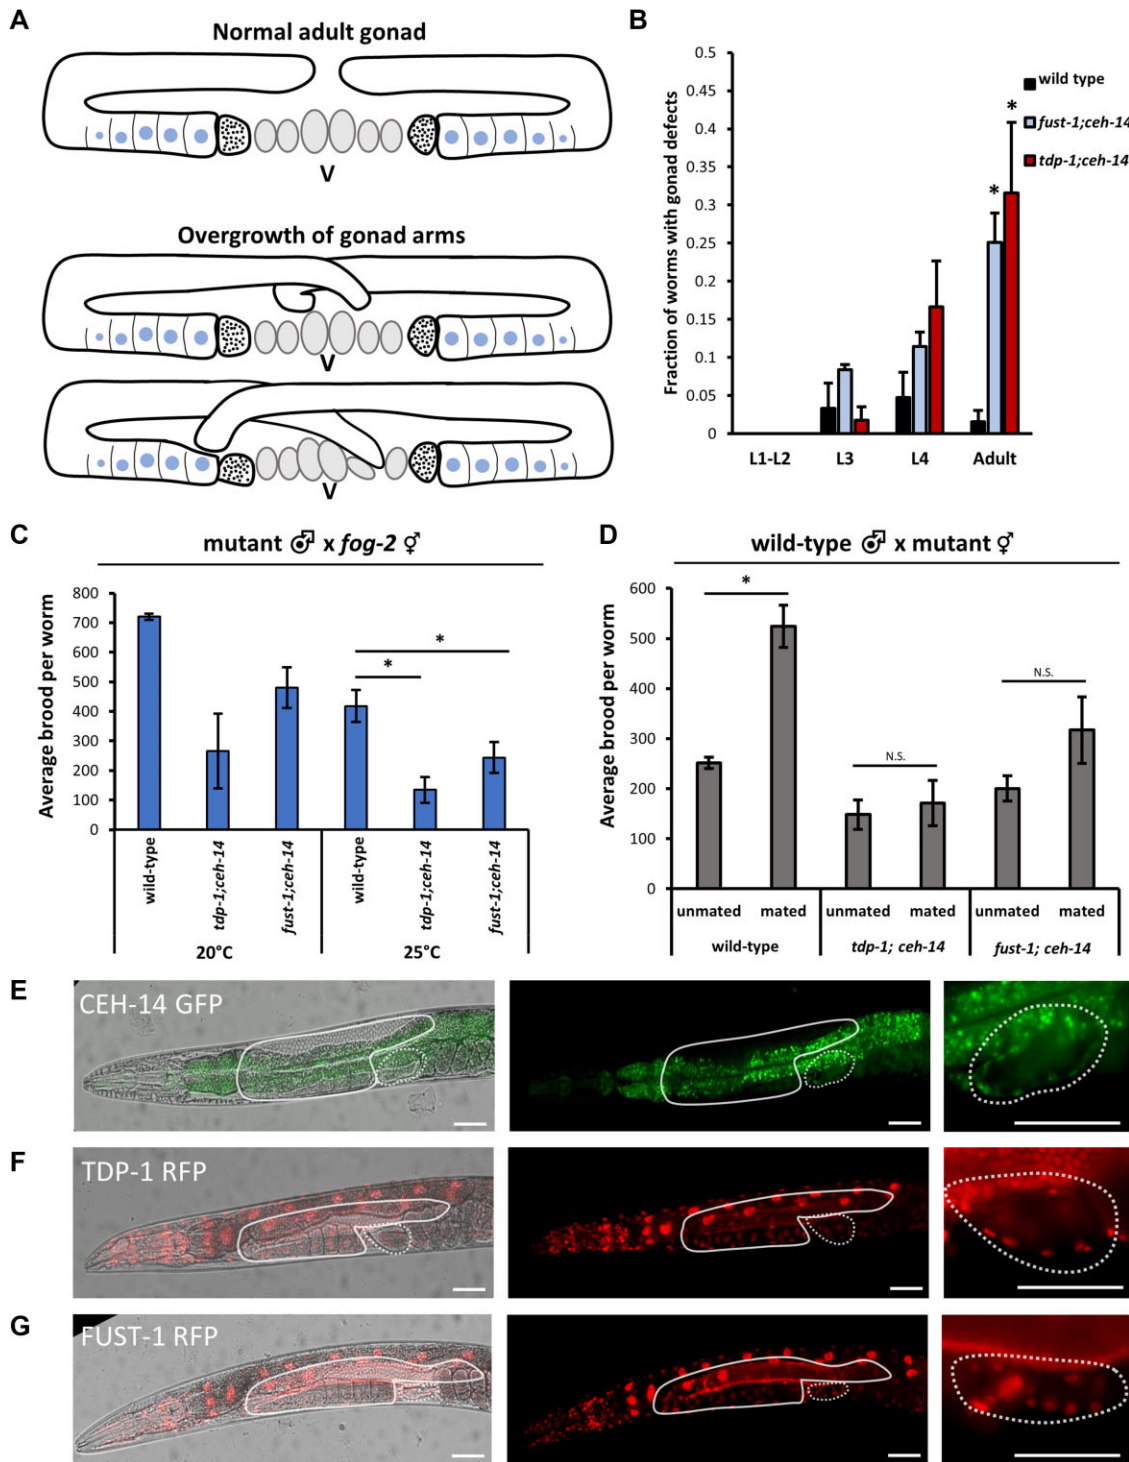 A
Normal adult gonad
V
Overgrowth of gonad arms
V
V
B
Fraction of worms with gonad defects
0.5
0.45
0.4
0.35
0.3
0.25
0.2
0.15
0.1
0.05
0
wild type
fust-1;ceh-14
tdp-1;ceh-14
*
*
L1-L2 L3 L4 Adult
C
mutant ♂ x fog-2 ⚥
Average brood per worm
800
700
600
500
400
300
200
100
0
*
*
wild-type
tdp-1;ceh-14
fust-1;ceh-14
wild-type
tdp-1;ceh-14
fust-1;ceh-14
20°C 25°C
D
wild-type ♂ x mutant ⚥
Average brood per worm
600
500
400
300
200
100
0
*
N.S.
N.S.
unmated mated unmated mated unmated mated
wild-type tdp-1; ceh-14 fust-1; ceh-14
E
CEH-14 GFP
F
TDP-1 RFP
G
FUST-1 RFP